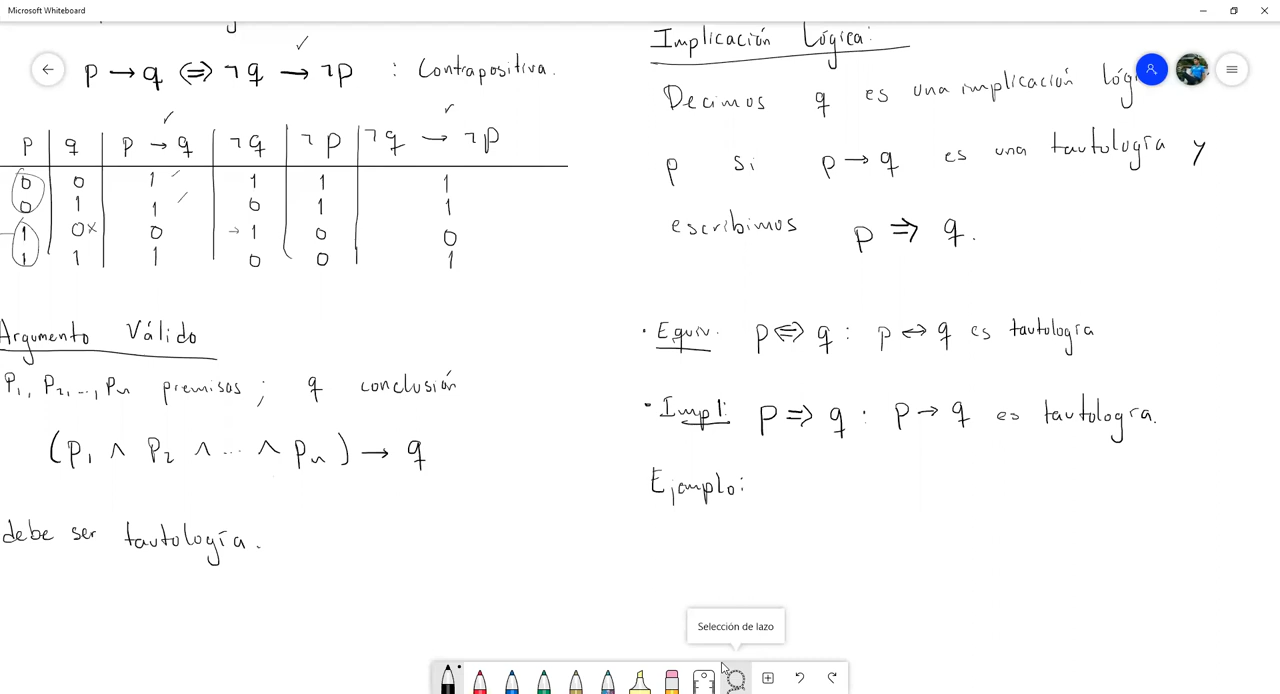 Microsoft Whiteboard
p → q ⇔ ¬q → ¬p : Contrapositiva.
p q p → q ¬q ¬p ¬q → ¬p
0 0 1 1 1 1
0 1 1 0 1 1
1 0x 0 → 1 0 0
1 1 1 0 0 1
Argumento Válido
P1, P2, ..., Pn premisas ; q conclusión
(P1 ∧ P2 ∧ ... ∧ Pn) → q
debe ser tautología.
Implicación Lógica:
Decimos q es una implicación
p si p → q es una tautología y
escribimos p ⇒ q.
· Equiv. p ⇔ q : p ↔ q es tautología
· Impl: p ⇒ q : p → q es tautología.
Ejemplo:
Selección de lazo